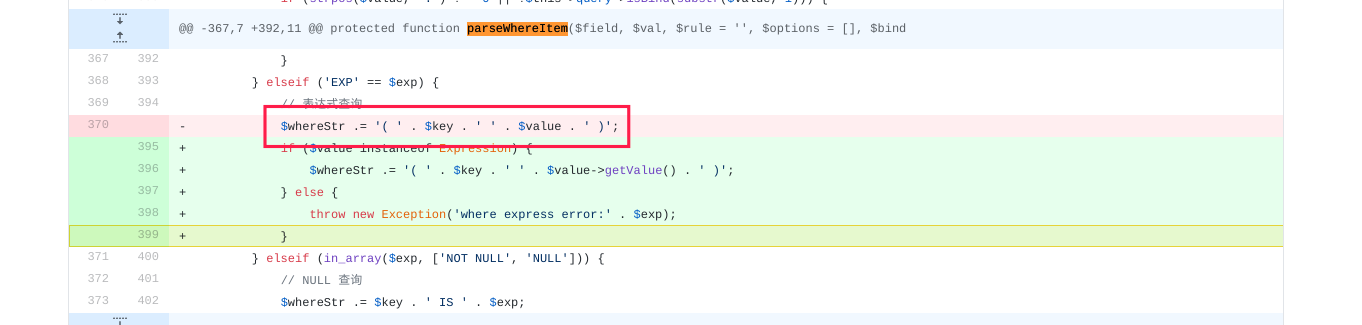 @@ -367,7 +392,11 @@ protected function parseWhereItem($field, $val, $rule = '', $options = [], $bind
367 392 }
368 393 } elseif ('EXP' == $exp) {
369 394 // 表达式查询
370 - $whereStr .= '( ' . $key . ' ' . $value . ' )';
395 + if ($value instanceof Expression) {
396 + $whereStr .= '( ' . $key . ' ' . $value->getValue() . ' )';
397 + } else {
398 + throw new Exception('where express error:' . $exp);
399 + }
371 400 } elseif (in_array($exp, ['NOT NULL', 'NULL'])) {
372 401 // NULL 查询
373 402 $whereStr .= $key . ' IS ' . $exp;